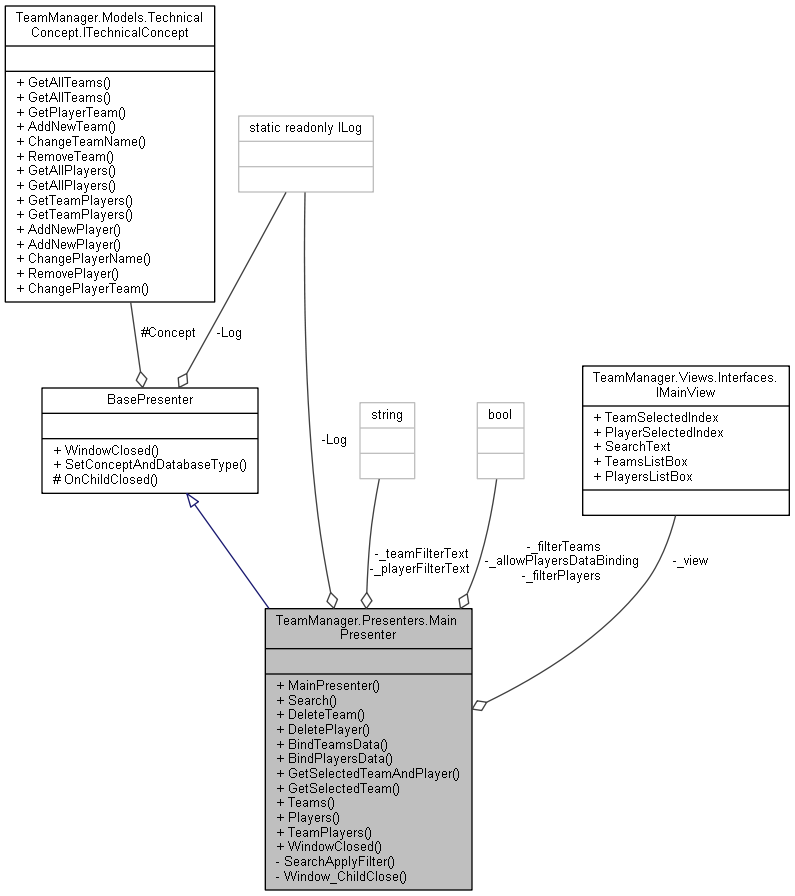 TeamManager.Models.Technical
Concept.ITechnicalConcept
+ GetAllTeams()
+ GetAllTeams()
+ GetPlayerTeam()
+ AddNewTeam()
+ ChangeTeamName()
+ RemoveTeam()
+ GetAllPlayers()
+ GetAllPlayers()
+ GetTeamPlayers()
+ GetTeamPlayers()
+ AddNewPlayer()
+ AddNewPlayer()
+ ChangePlayerName()
+ RemovePlayer()
+ ChangePlayerTeam()
static readonly ILog
#Concept
-Log
BasePresenter
+ WindowClosed()
+ SetConceptAndDatabaseType()
# OnChildClosed()
-Log
string
bool
TeamManager.Views.Interfaces.
IMainView
+ TeamSelectedIndex
+ PlayerSelectedIndex
+ SearchText
+ TeamsListBox
+ PlayersListBox
-_teamFilterText
-_playerFilterText
-_filterTeams
-_allowPlayersDataBinding
-_filterPlayers
-_view
TeamManager.Presenters.Main
Presenter
+ MainPresenter()
+ Search()
+ DeleteTeam()
+ DeletePlayer()
+ BindTeamsData()
+ BindPlayersData()
+ GetSelectedTeamAndPlayer()
+ GetSelectedTeam()
+ Teams()
+ Players()
+ TeamPlayers()
+ WindowClosed()
- SearchApplyFilter()
- Window_ChildClose()